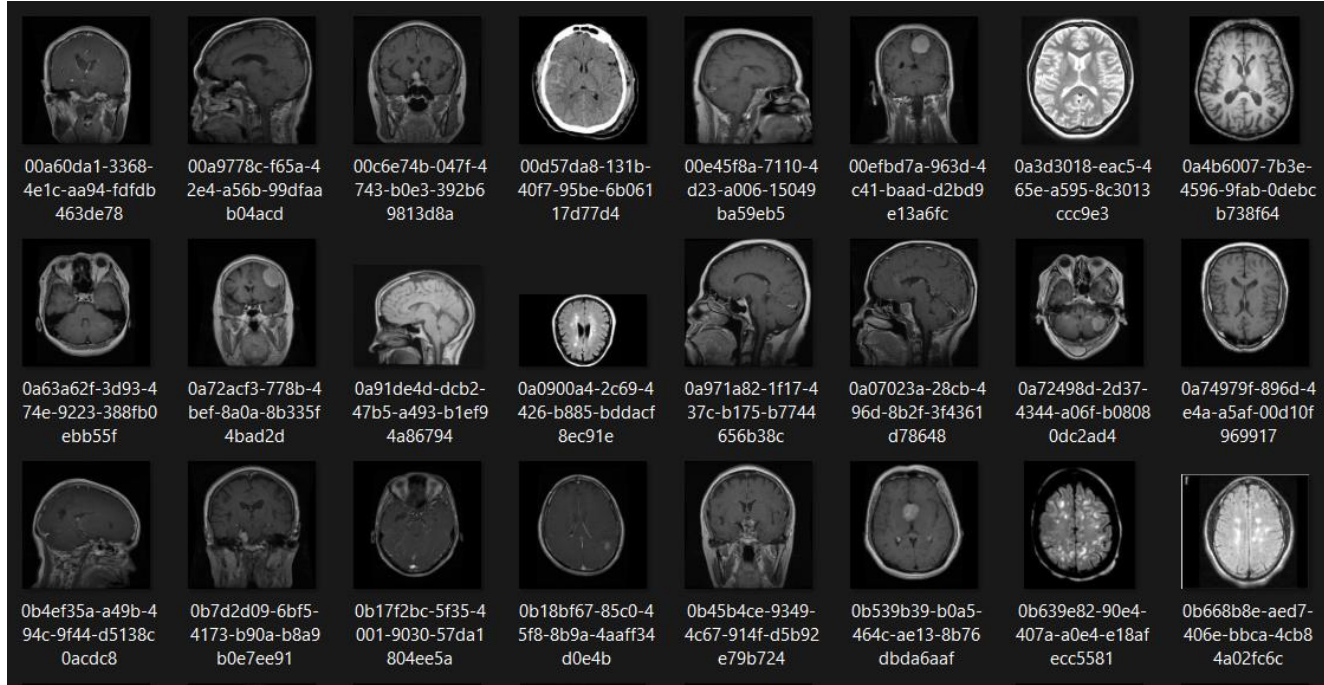 00a60da1-3368-
4e1c-aa94-fdfdb
463de78
00a9778c-f65a-4
2e4-a56b-99dfaa
b04acd
00c6e74b-047f-4
743-b0e3-392b6
9813d8a
00d57da8-131b-
40f7-95be-6b061
17d77d4
00e45f8a-7110-4
d23-a006-15049
ba59eb5
00efbd7a-963d-4
c41-baad-d2bd9
e13a6fc
0a3d3018-eac5-4
65e-a595-8c3013
ccc9e3
0a4b6007-7b3e-
4596-9fab-0debc
b738f64
0a63a62f-3d93-4
74e-9223-388fb0
ebb55f
0a72acf3-778b-4
bef-8a0a-8b335f
4bad2d
0a91de4d-dcb2-
47b5-a493-b1ef9
4a86794
0a0900a4-2c69-4
426-b885-bddacf
8ec91e
0a971a82-1f17-4
37c-b175-b7744
656b38c
0a07023a-28cb-4
96d-8b2f-3f4361
d78648
0a72498d-2d37-
4344-a06f-b0808
0dc2ad4
0a74979f-896d-4
e4a-a5af-00d10f
969917
0b4ef35a-a49b-4
94c-9f44-d5138c
0acdc8
0b7d2d09-6bf5-
4173-b90a-b8a9
b0e7ee91
0b17f2bc-5f35-4
001-9030-57da1
804ee5a
0b18bf67-85c0-4
5f8-8b9a-4aaff34
d0e4b
0b45b4ce-9349-
4c67-914f-d5b92
e79b724
0b539b39-b0a5-
464c-ae13-8b76
dbda6aaf
0b639e82-90e4-
407a-a0e4-e18af
ecc5581
0b668b8e-aed7-
406e-bbca-4cb8
4a02fc6c